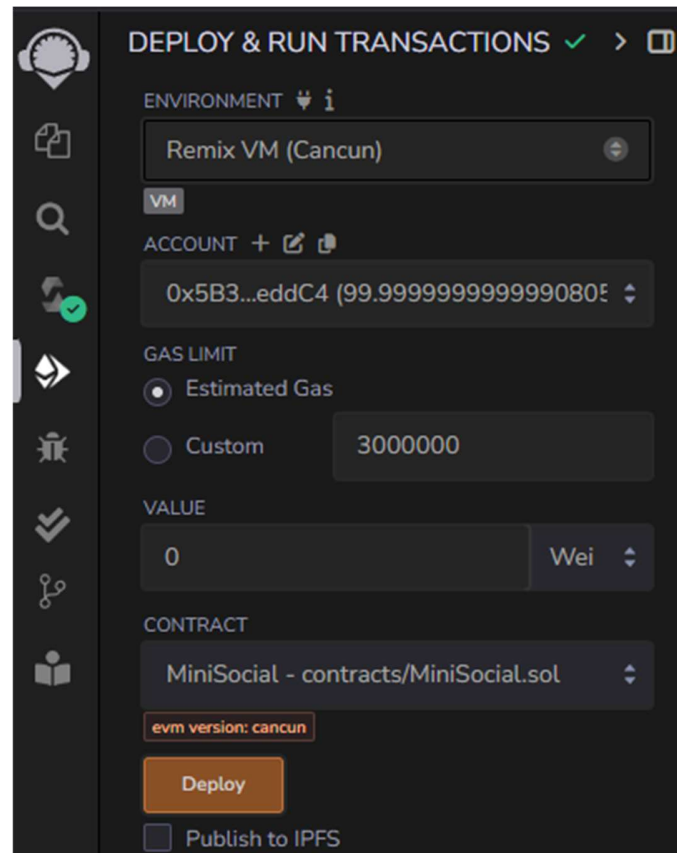 DEPLOY & RUN TRANSACTIONS
ENVIRONMENT
Remix VM (Cancun)
VM
ACCOUNT
0x5B3...eddC4 (99.9999999999990805
GAS LIMIT
Estimated Gas
Custom 3000000
VALUE
0 Wei
CONTRACT
MiniSocial - contracts/MiniSocial.sol
evm version: cancun
Deploy
Publish to IPFS